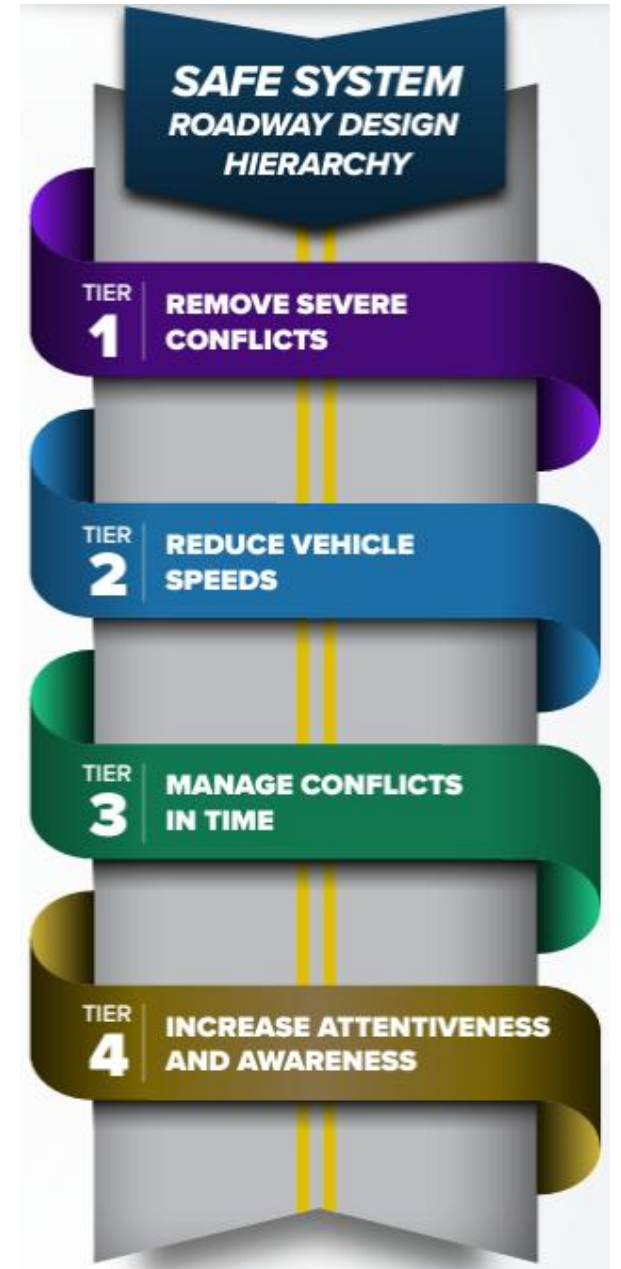 SAFE SYSTEM
ROADWAY DESIGN
HIERARCHY
TIER
1
REMOVE SEVERE
CONFLICTS
TIER
2
REDUCE VEHICLE
SPEEDS
TIER
3
MANAGE CONFLICTS
IN TIME
TIER
4
INCREASE ATTENTIVENESS
AND AWARENESS